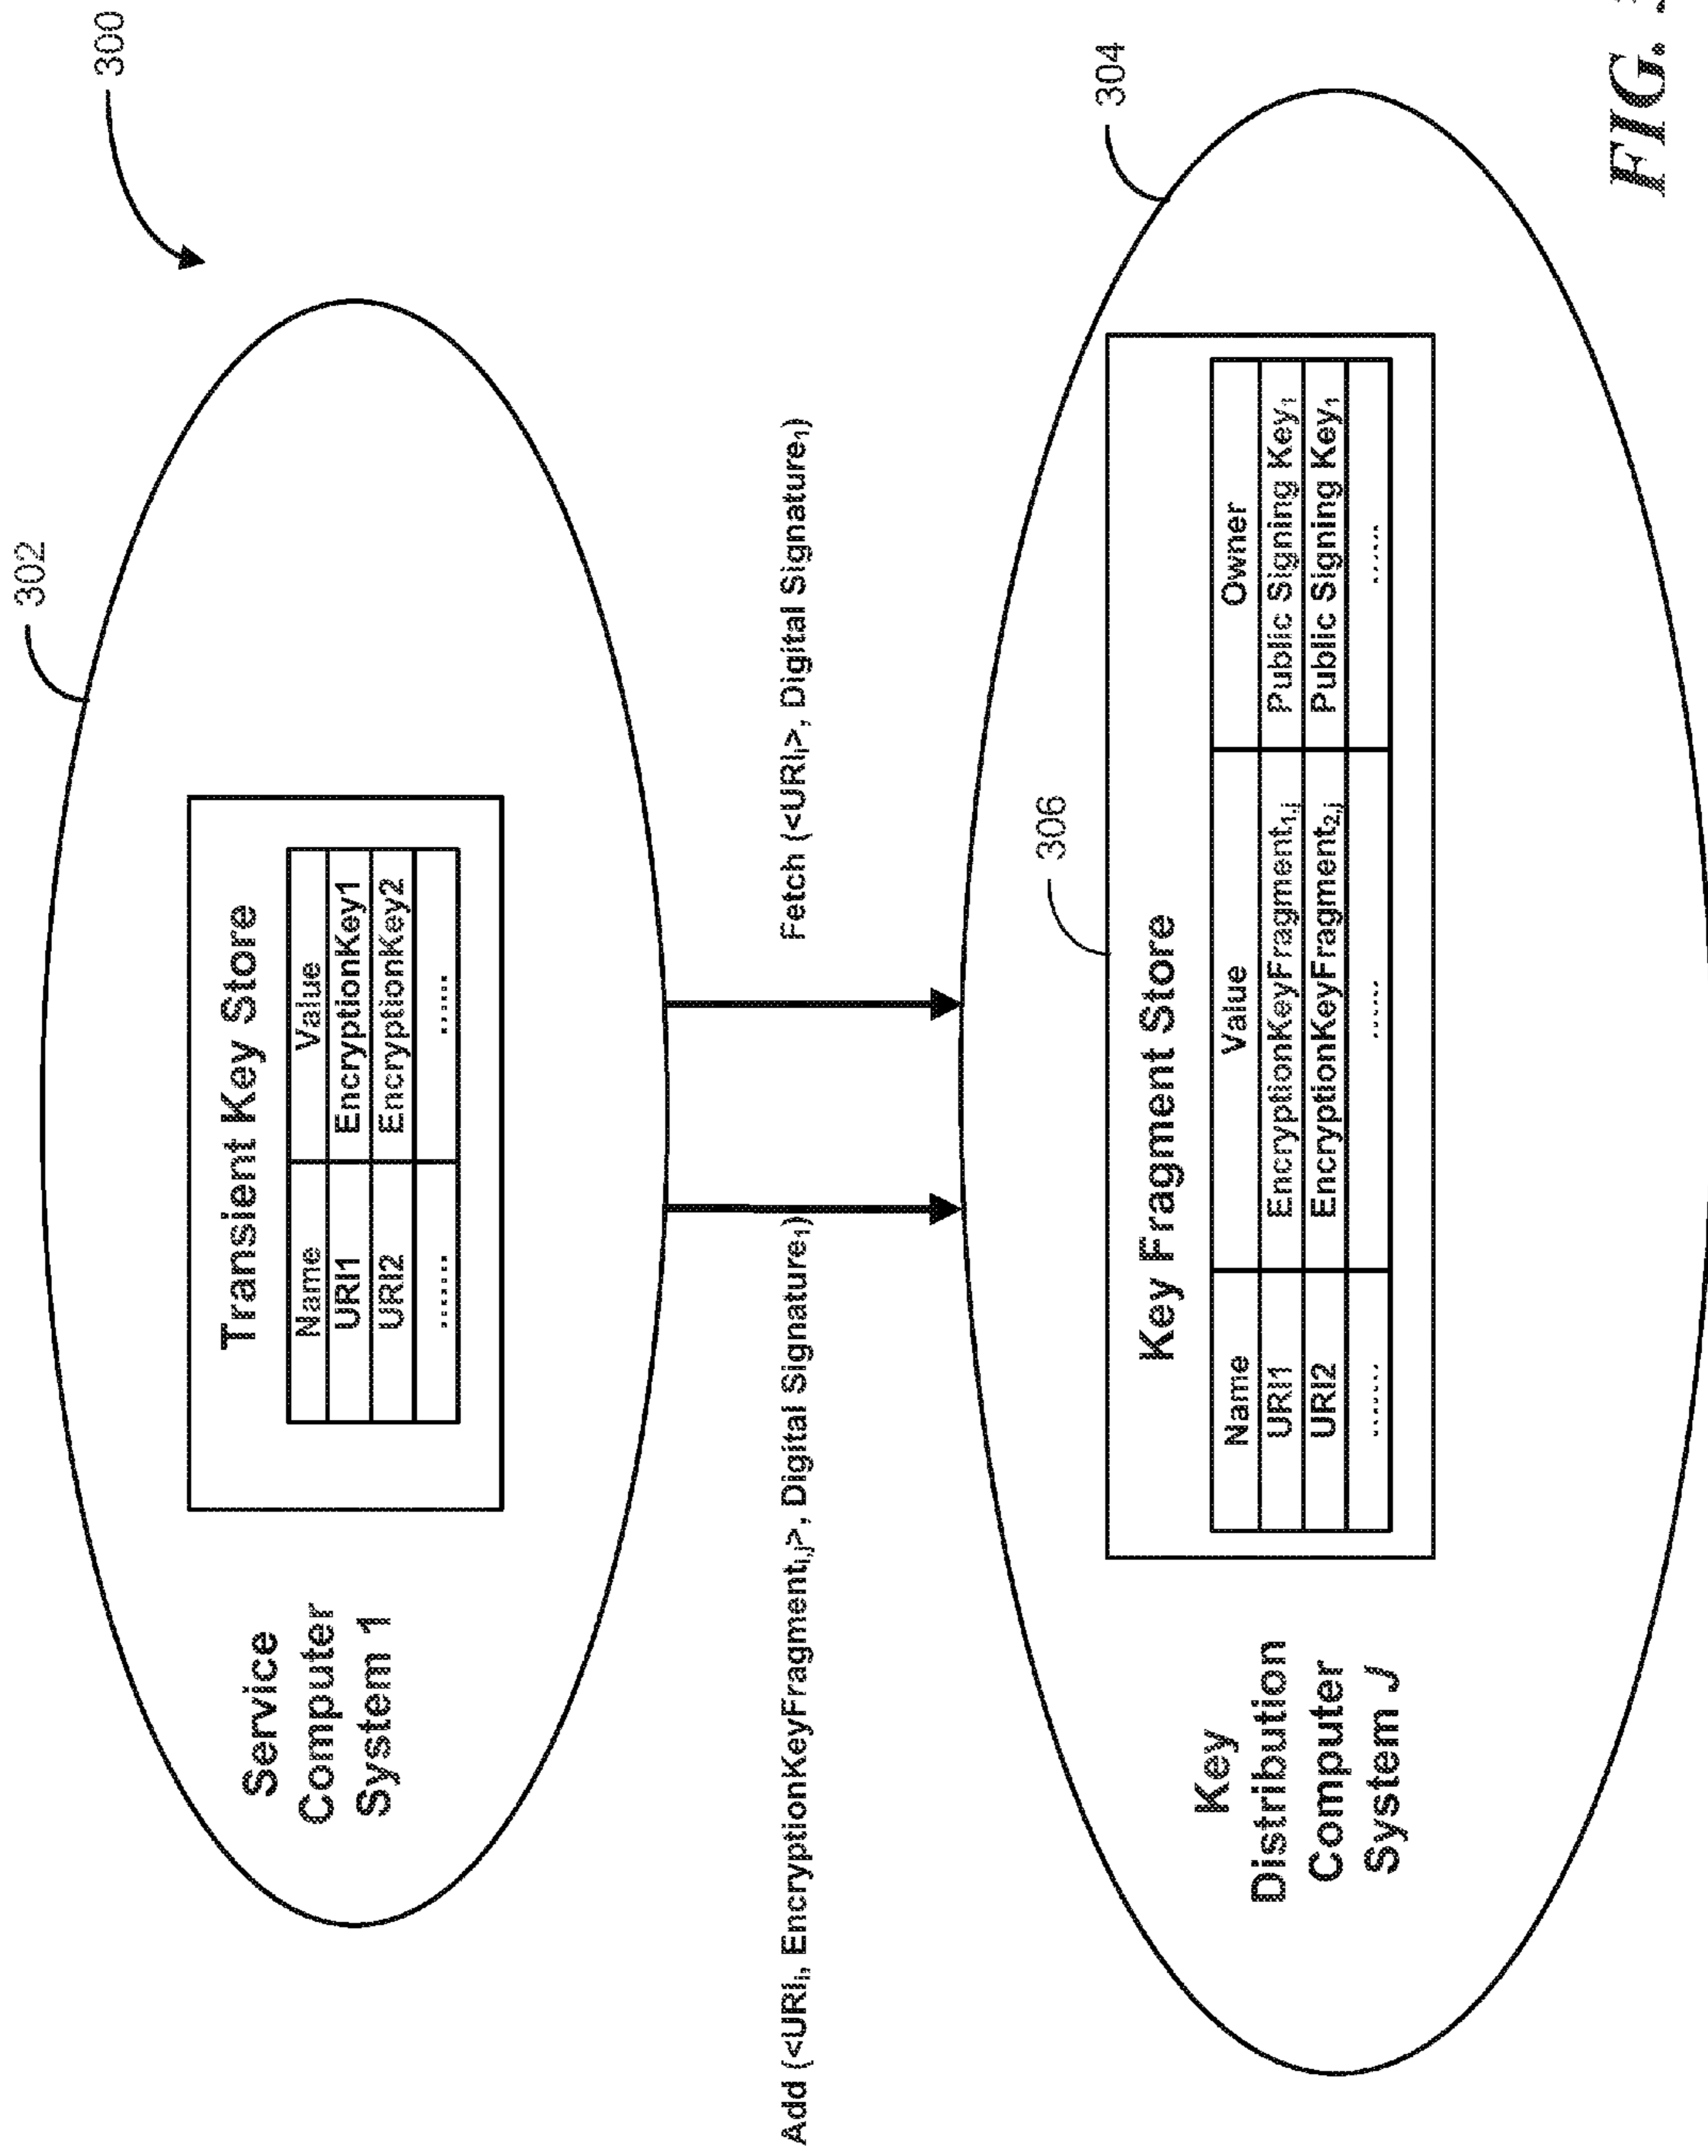 300
302
Service
Computer
System 1
Transient Key Store
Name Value
URI1 EncryptionKey1
URI2 EncryptionKey2
...... ......
Add (<URIᵢ, EncryptionKeyFragmentᵢ,ⱼ>, Digital Signature₁)
Fetch (<URIᵢ>, Digital Signature₁)
304
306
Key
Distribution
Computer
System J
Key Fragment Store
Name Value Owner
URI1 EncryptionKeyFragment₁,ⱼ Public Signing Key₁
URI2 EncryptionKeyFragment₂,ⱼ Public Signing Key₁
...... ...... ......
FIG.